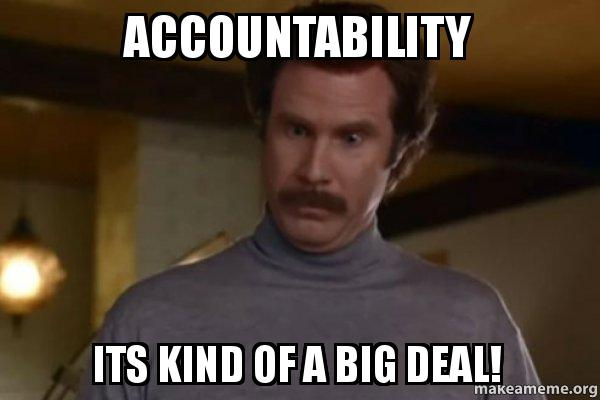 ACCOUNTABILITY
ITS KIND OF A BIG DEAL!
makeameme.org